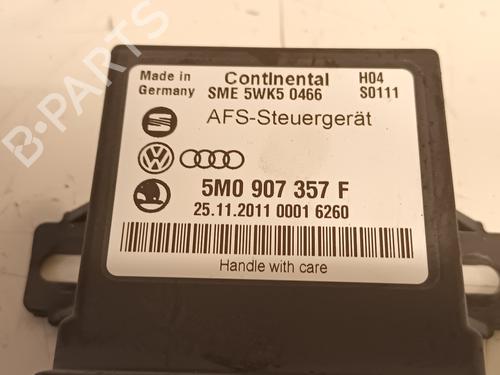 B-PARTS
Made in Continental H04
Germany SME 5WK5 0466 S0111
AFS-Steuergerät
5M0 907 357 F
25.11.2011 0001 6260
Handle with care